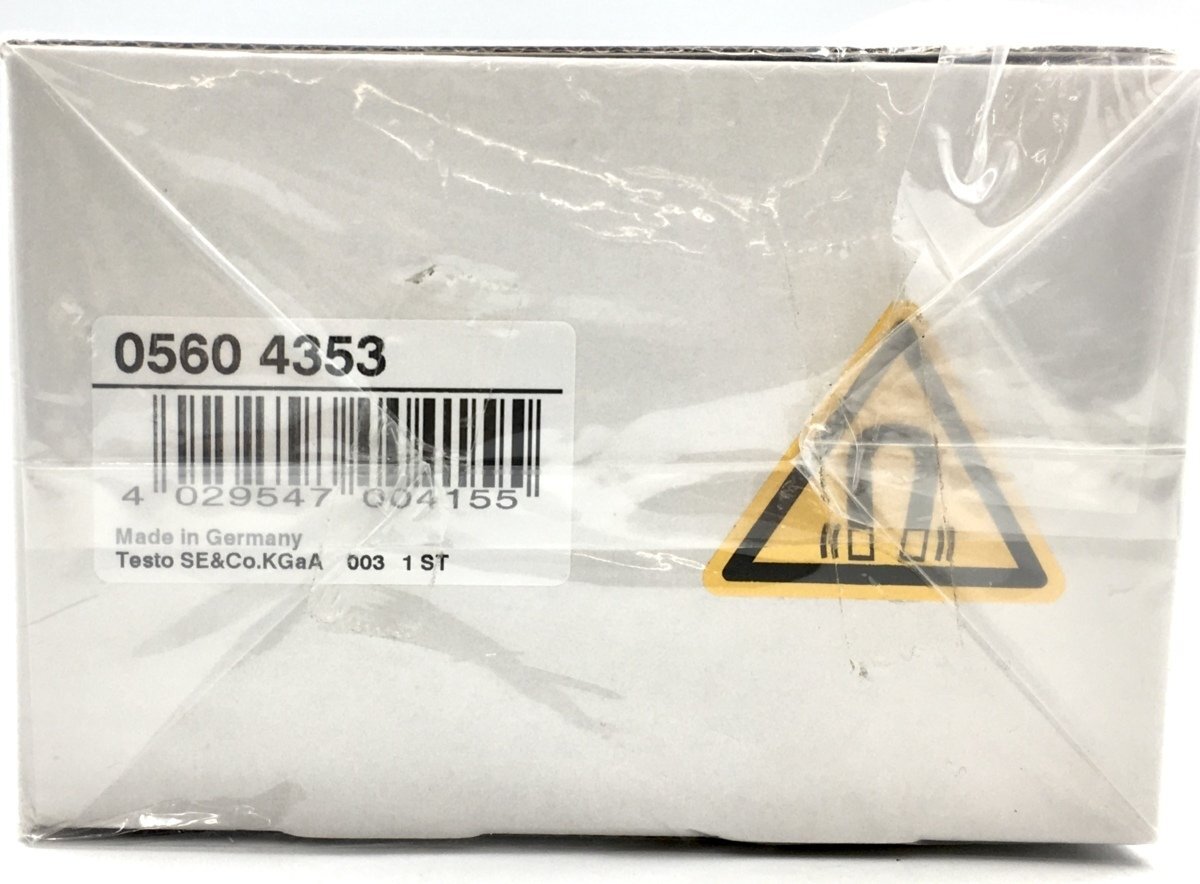 0560 4353
4 029547 004155
Made in Germany
Testo SE&Co.KGaA 003 1 ST